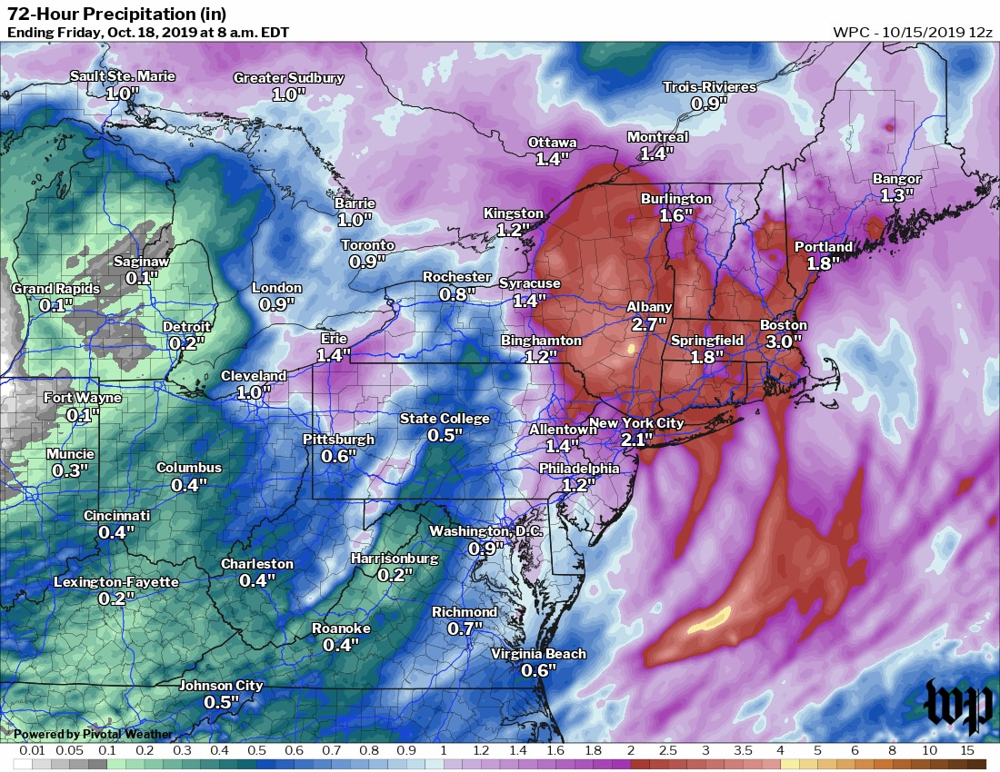 72-Hour Precipitation (in)
Ending Friday, Oct. 18, 2019 at 8 a.m. EDT
WPC - 10/15/2019 12z
Sault Ste. Marie
1.0"
Greater Sudbury
1.0"
Trois-Rivieres
0.9"
Ottawa
1.4"
Montreal
1.4"
Bangor
1.3"
Barrie
1.0"
Kingston
1.2"
Burlington
1.6"
Toronto
0.9"
Portland
1.8"
Saginaw
0.1"
Grand Rapids
0.1"
London
0.9"
Rochester
0.8"
Syracuse
1.4"
Albany
2.7"
Detroit
0.2"
Erie
1.4"
Binghamton
1.2"
Springfield
1.8"
Boston
3.0"
Cleveland
1.0"
Fort Wayne
0.1"
State College
0.5"
Pittsburgh
0.6"
Allentown
1.4"
New York City
2.1"
Muncie
0.3"
Columbus
0.4"
Philadelphia
1.2"
Cincinnati
0.4"
Washington, D.C.
0.9"
Charleston
0.4"
Harrisonburg
0.2"
Lexington-Fayette
0.2"
Richmond
0.7"
Roanoke
0.4"
Virginia Beach
0.6"
Johnson City
0.5"
wp
Powered by Pivotal Weather
0.01 0.05 0.1 0.2 0.3 0.4 0.5 0.6 0.7 0.8 0.9 1 1.2 1.4 1.6 1.8 2 2.5 3 3.5 4 5 6 8 10 15